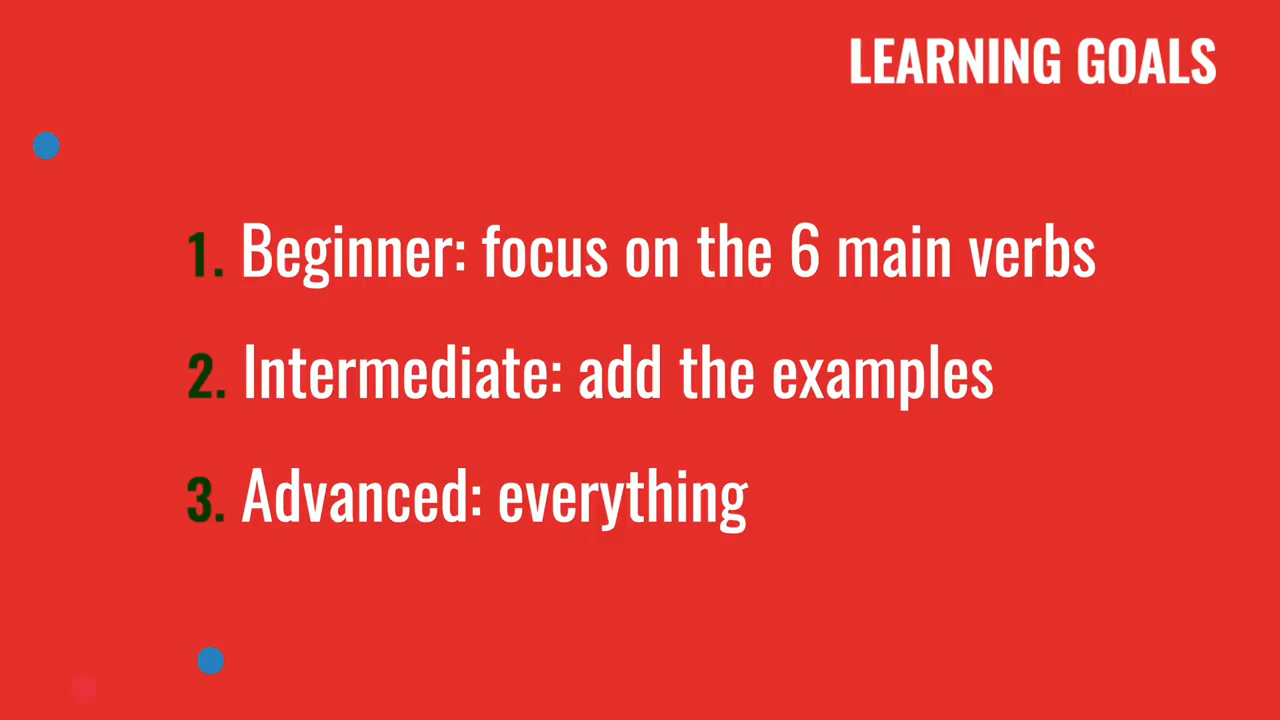 LEARNING GOALS
1. Beginner: focus on the 6 main verbs
2. Intermediate: add the examples
3. Advanced: everything